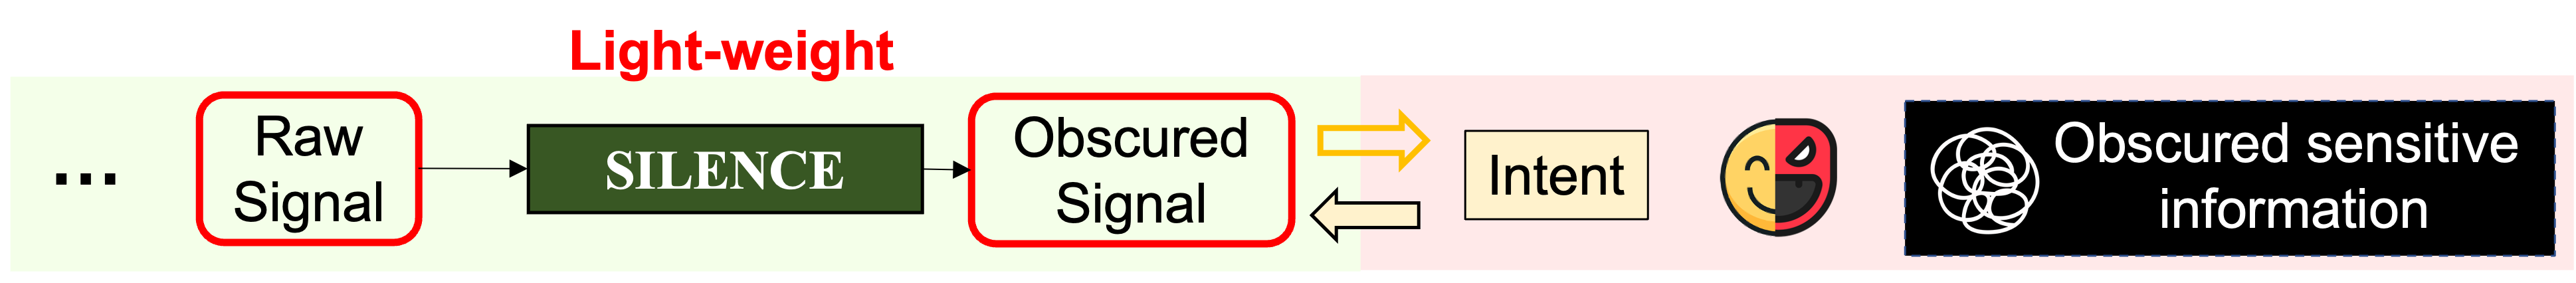 Light-weight
...
Raw
Signal
SILENCE
Obscured
Signal
Intent
Obscured sensitive
information